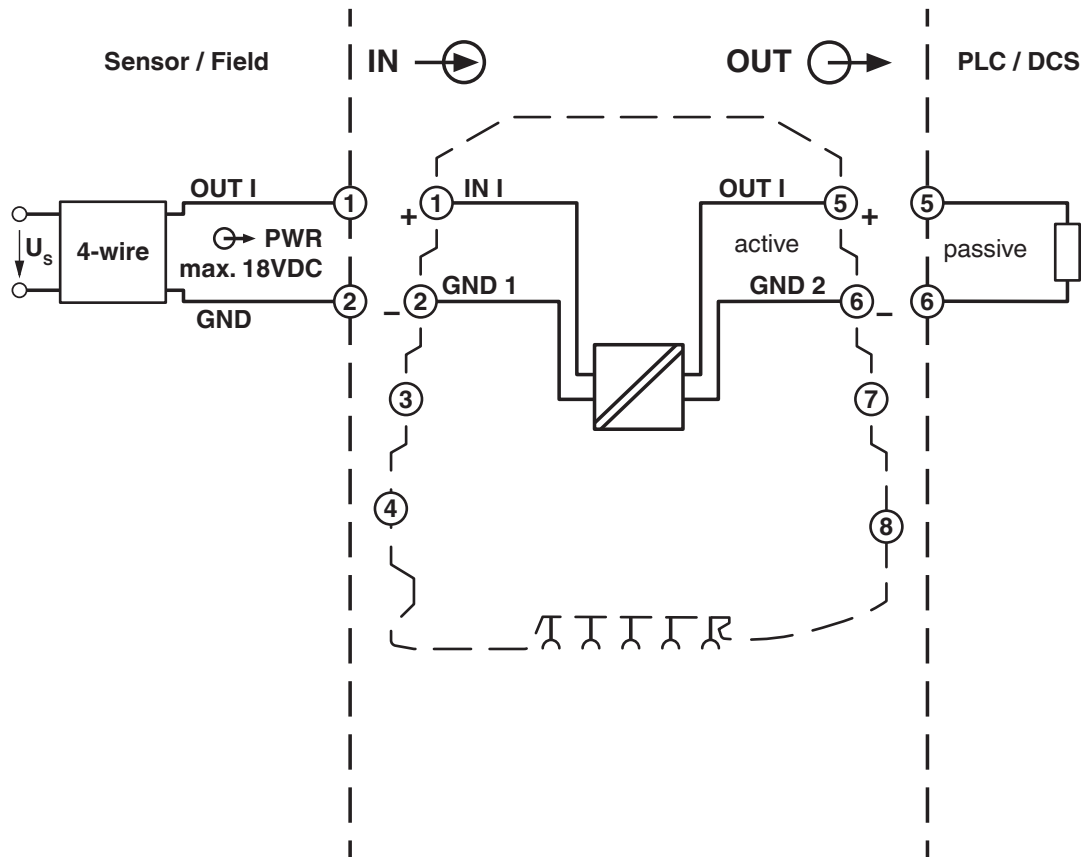 Sensor / Field
IN
OUT
PLC / DCS
OUT I
1
+
1
IN I
OUT I
5
+
5
Us
4-wire
PWR
max. 18VDC
active
passive
GND
2
–
2
GND 1
GND 2
6
–
6
3
7
4
8